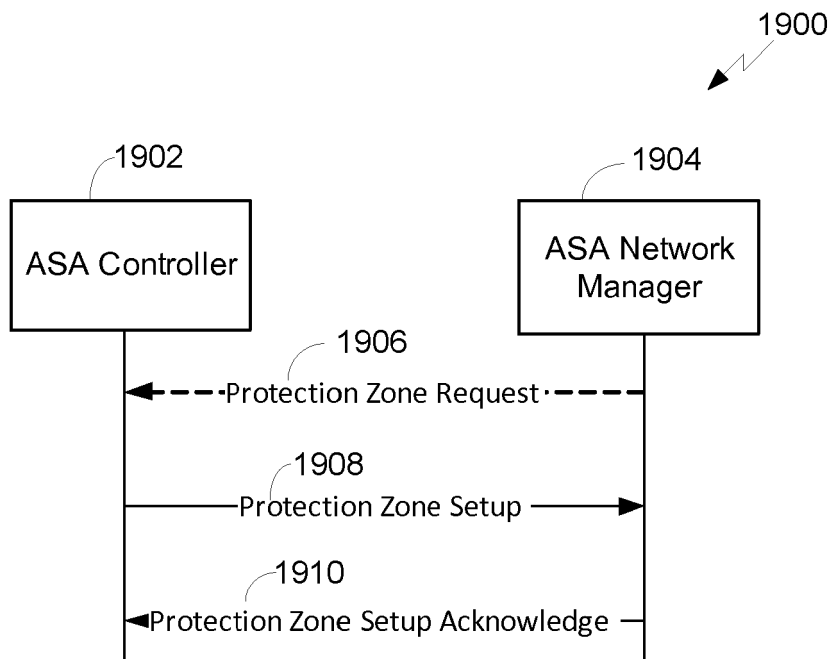 1900
1902
1904
ASA Controller
ASA Network
Manager
1906
Protection Zone Request
1908
Protection Zone Setup
1910
Protection Zone Setup Acknowledge